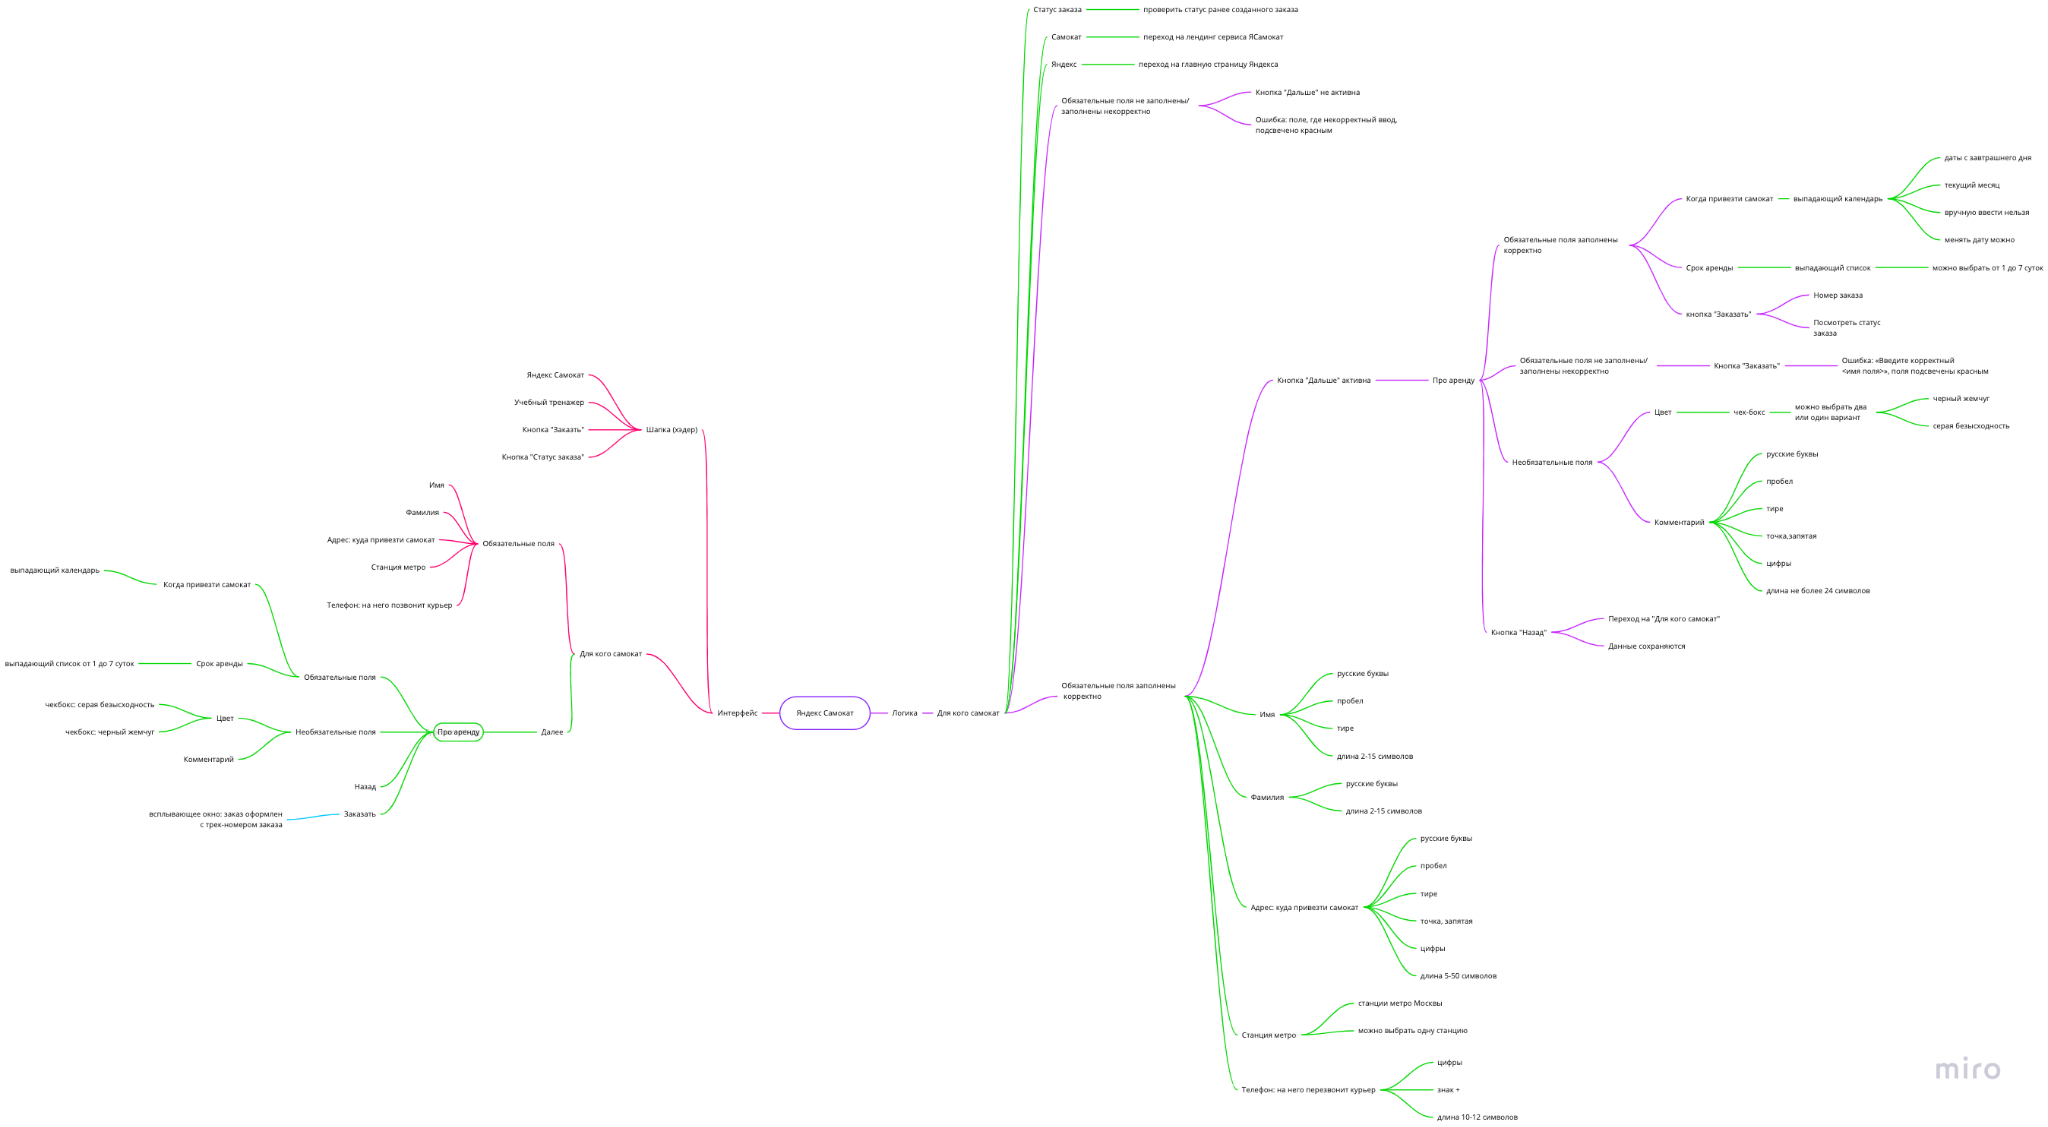 Статус заказа
проверить статус ранее созданного заказа
Самокат
переход на лендинг сервиса ЯСамокат
Яндекс
переход на главную страницу Яндекса
Обязательные поля не заполнены/
заполнены некорректно
Кнопка "Дальше" не активна
Ошибка: поле, где некорректный ввод,
подсвечено красным
Кнопка "Дальше" активна
Про аренду
Обязательные поля заполнены
корректно
Когда привезти самокат
выпадающий календарь
даты с завтрашнего дня
текущий месяц
вручную ввести нельзя
менять дату можно
Срок аренды
выпадающий список
можно выбрать от 1 до 7 суток
кнопка "Заказать"
Номер заказа
Посмотреть статус
заказа
Обязательные поля не заполнены/
заполнены некорректно
Кнопка "Заказать"
Ошибка: «Введите корректный
<имя поля>», поля подсвечены красным
Необязательные поля
Цвет
чек-бокс
можно выбрать два
или один вариант
черный жемчуг
серая безысходность
Комментарий
русские буквы
пробел
тире
точка,запятая
цифры
длина не более 24 символов
Кнопка "Назад"
Переход на "Для кого самокат"
Данные сохраняются
Яндекс Самокат
Учебный тренажер
Кнопка "Заказть"
Кнопка "Статус заказа"
Шапка (хэдер)
Имя
Фамилия
Адрес: куда привезти самокат
Станция метро
Телефон: на него позвонит курьер
Обязательные поля
Для кого самокат
Интерфейс
Яндекс Самокат
Логика
Для кого самокат
выпадающий календарь
Когда привезти самокат
выпадающий список от 1 до 7 суток
Срок аренды
Обязательные поля
чекбокс: серая безысходность
чекбокс: черный жемчуг
Цвет
Комментарий
Необязательные поля
Про аренду
Далее
Назад
всплывающее окно: заказ оформлен
с трек-номером заказа
Заказать
Обязательные поля заполнены
корректно
Имя
русские буквы
пробел
тире
длина 2-15 символов
Фамилия
русские буквы
длина 2-15 символов
Адрес: куда привезти самокат
русские буквы
пробел
тире
точка, запятая
цифры
длина 5-50 символов
Станция метро
станции метро Москвы
можно выбрать одну станцию
Телефон: на него перезвонит курьер
цифры
знак +
длина 10-12 символов
miro